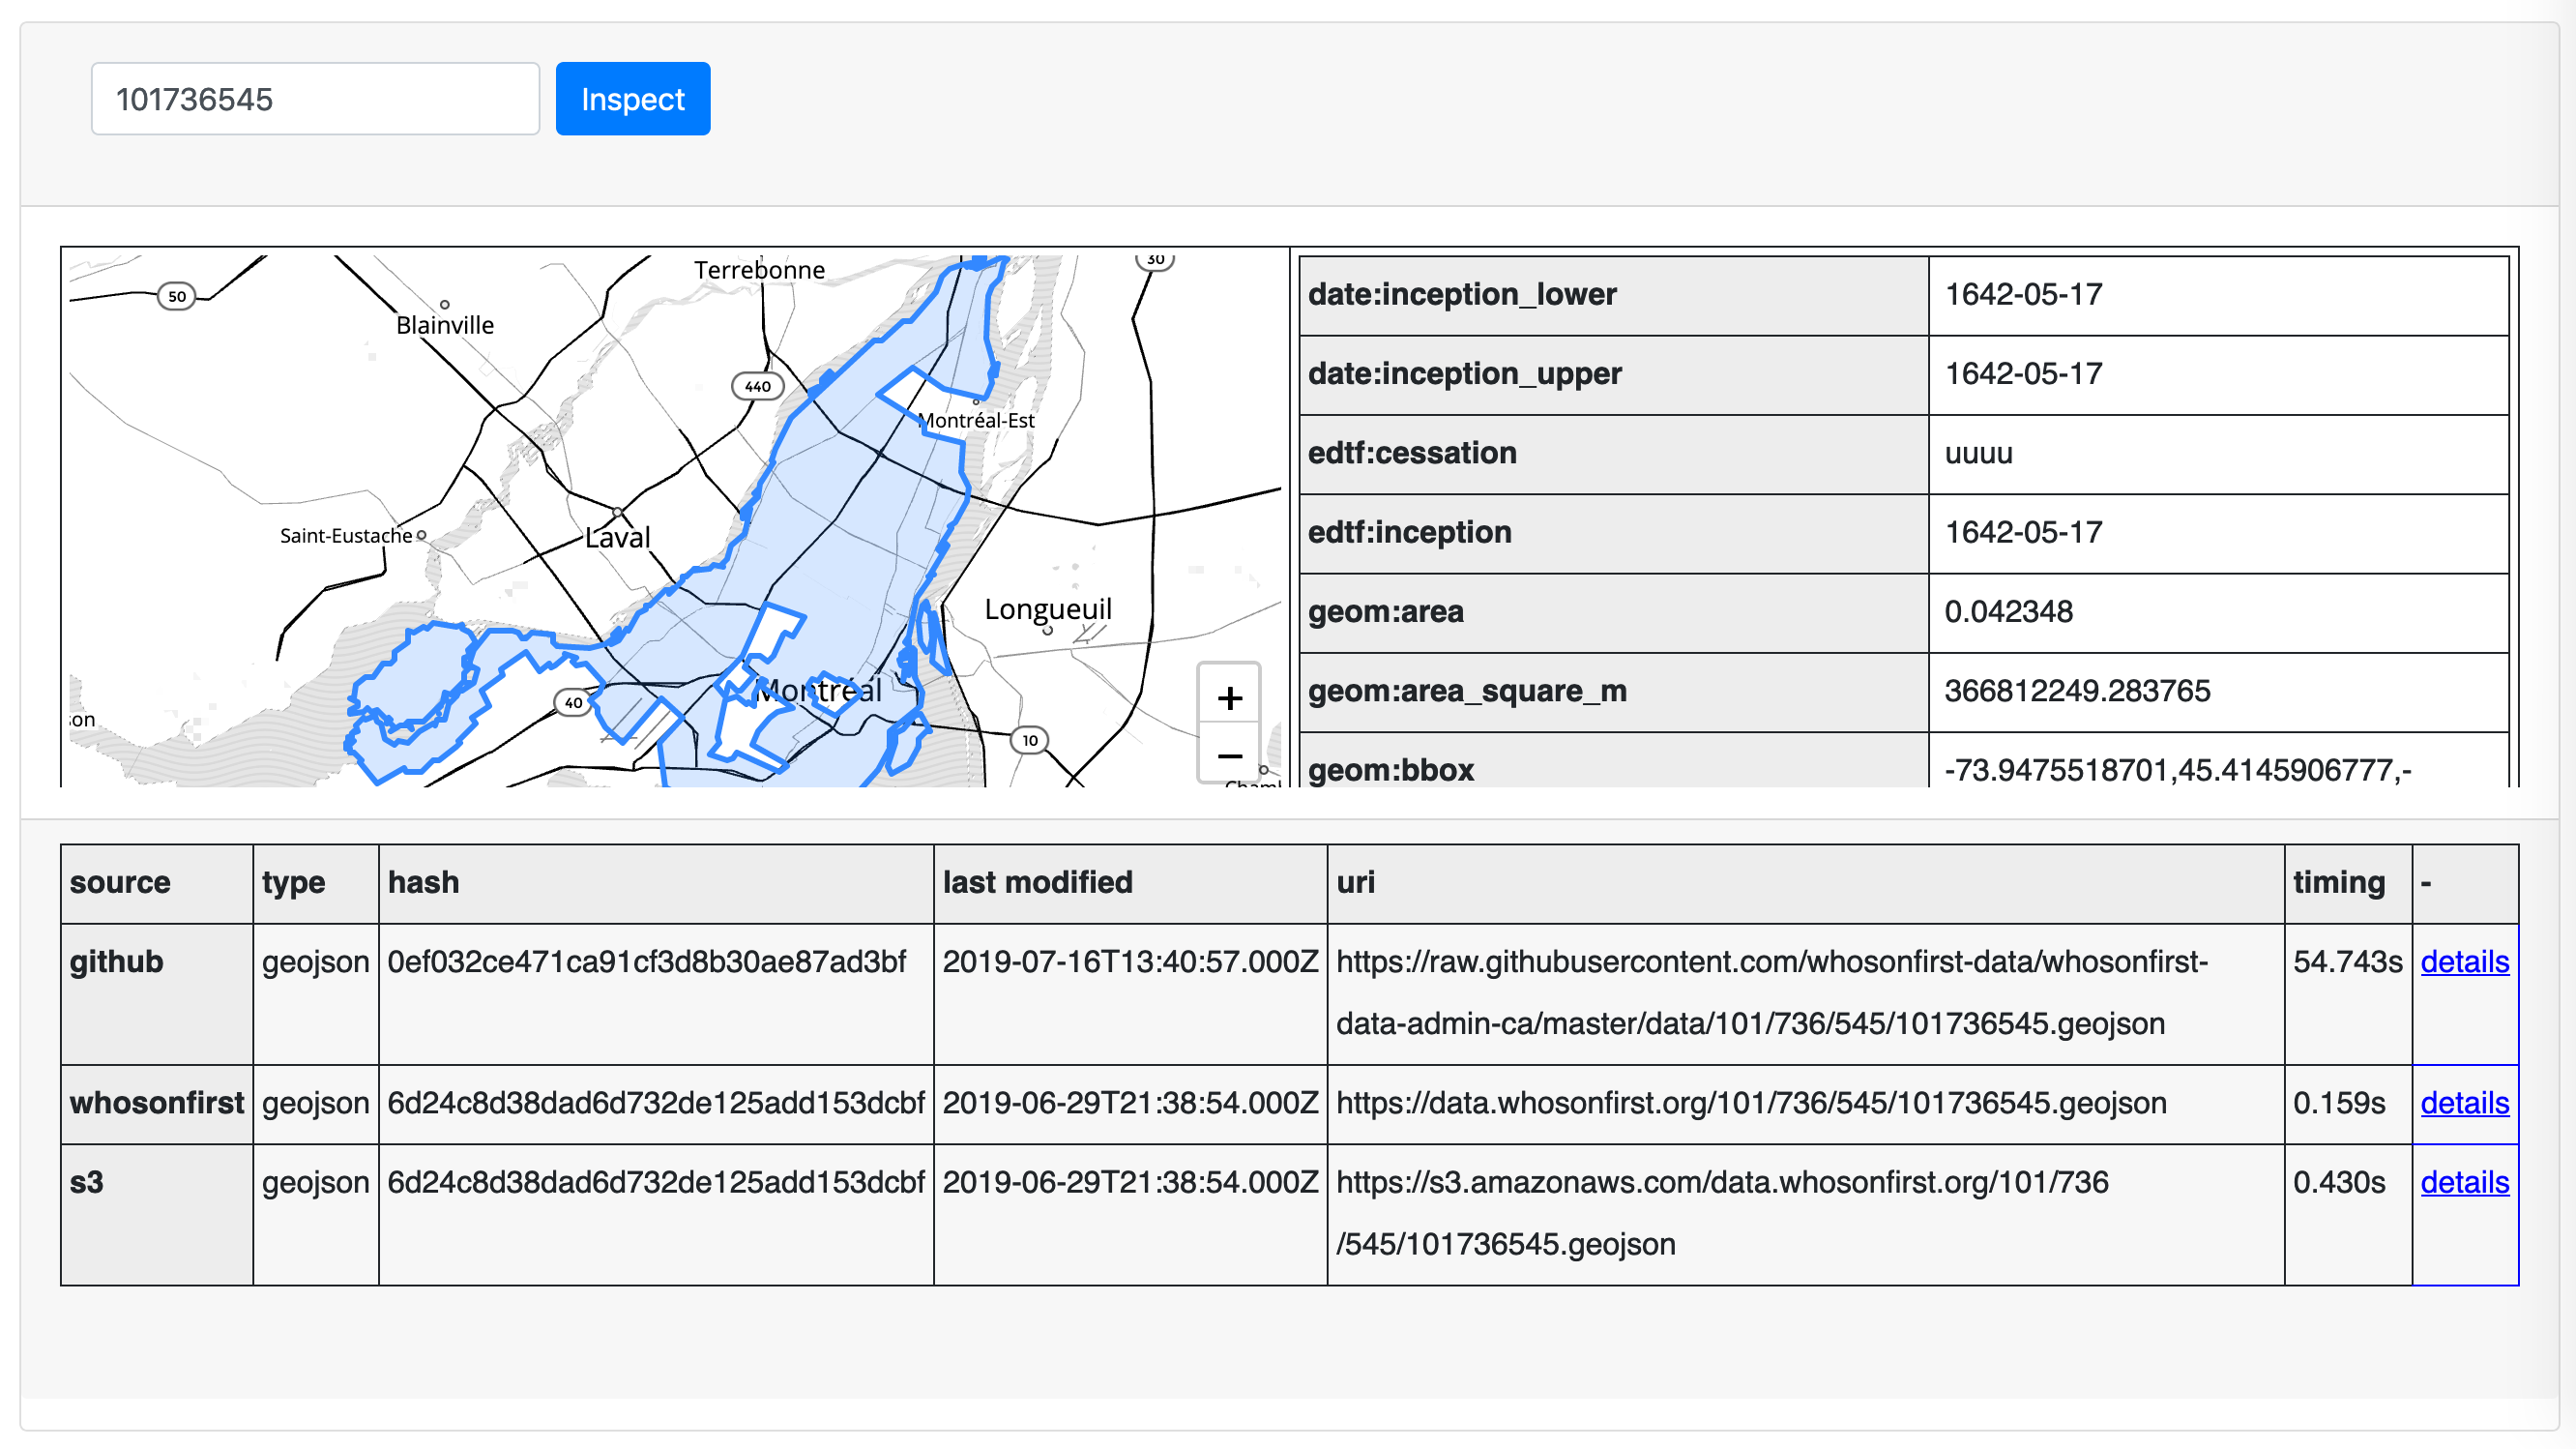 101736545
Inspect
50
Terrebonne
30
Blainville
440
Montréal-Est
Saint-Eustache
Laval
Longueuil
40
Montréal
10
son
+
−
date:inception_lower 1642-05-17
date:inception_upper 1642-05-17
edtf:cessation uuuu
edtf:inception 1642-05-17
geom:area 0.042348
geom:area_square_m 366812249.283765
geom:bbox -73.9475518701,45.4145906777,-
source type hash last modified uri timing -
github geojson 0ef032ce471ca91cf3d8b30ae87ad3bf 2019-07-16T13:40:57.000Z https://raw.githubusercontent.com/whosonfirst-data/whosonfirst- 54.743s details
data-admin-ca/master/data/101/736/545/101736545.geojson
whosonfirst geojson 6d24c8d38dad6d732de125add153dcbf 2019-06-29T21:38:54.000Z https://data.whosonfirst.org/101/736/545/101736545.geojson 0.159s details
s3 geojson 6d24c8d38dad6d732de125add153dcbf 2019-06-29T21:38:54.000Z https://s3.amazonaws.com/data.whosonfirst.org/101/736 0.430s details
/545/101736545.geojson